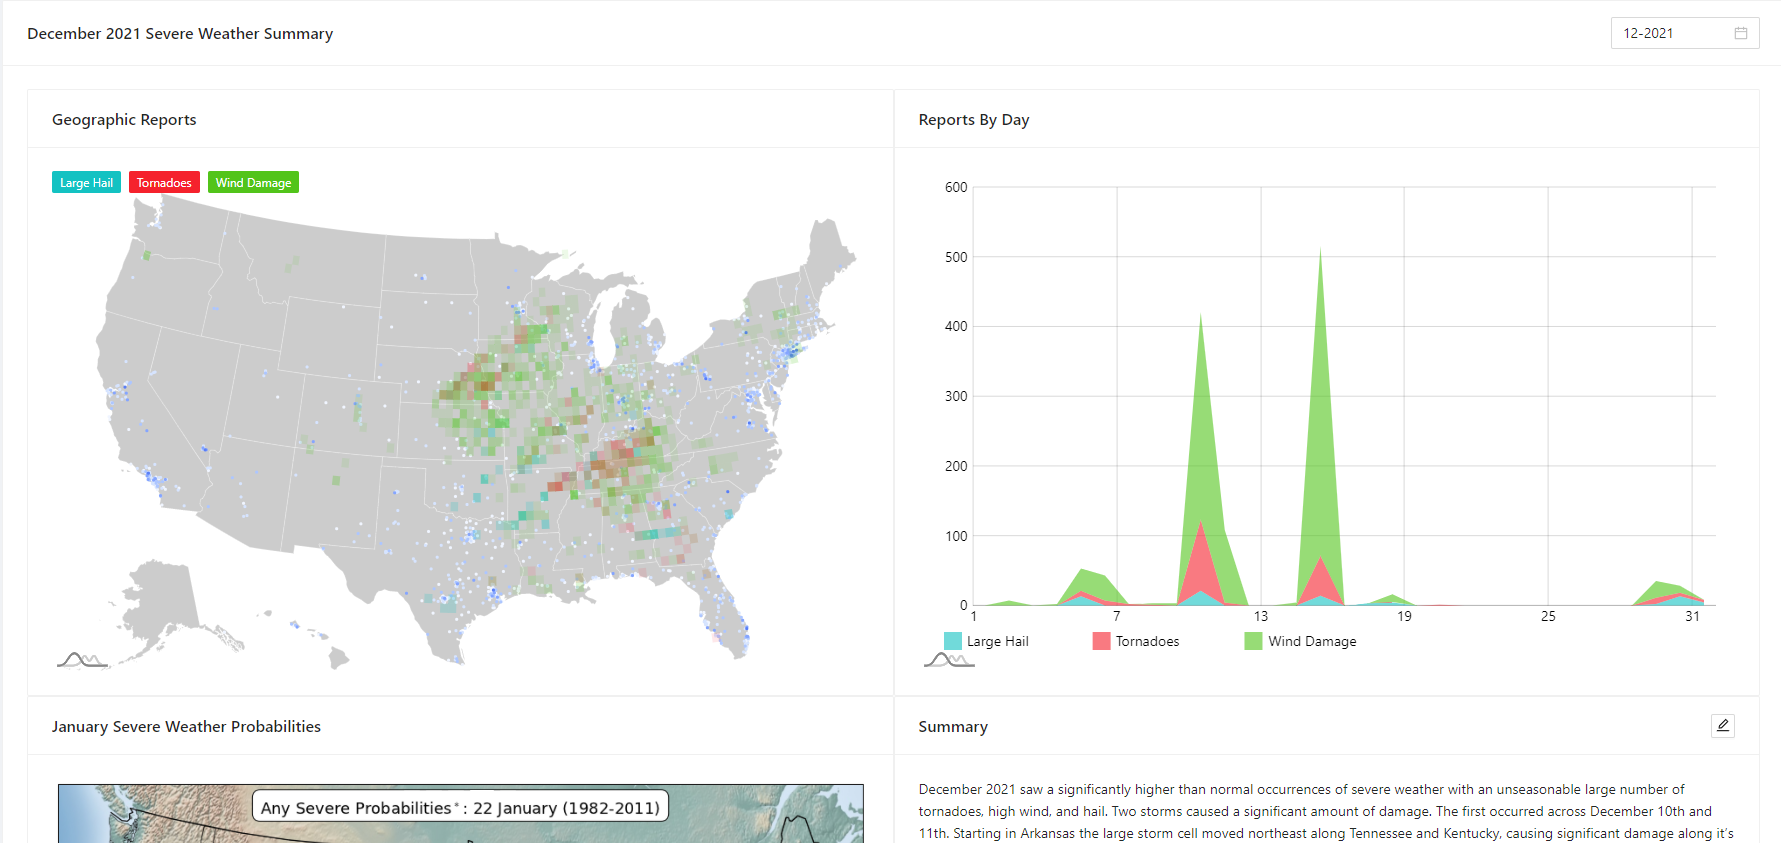 December 2021 Severe Weather Summary
12-2021
Geographic Reports
Large Hail Tornadoes Wind Damage
Reports By Day
600
500
400
300
200
100
0
1 7 13 19 25 31
Large Hail Tornadoes Wind Damage
January Severe Weather Probabilities
Any Severe Probabilities*: 22 January (1982-2011)
Summary
December 2021 saw a significantly higher than normal occurrences of severe weather with an unseasonable large number of
tornadoes, high wind, and hail. Two storms caused a significant amount of damage. The first occurred across December 10th and
11th. Starting in Arkansas the large storm cell moved northeast along Tennessee and Kentucky, causing significant damage along it's